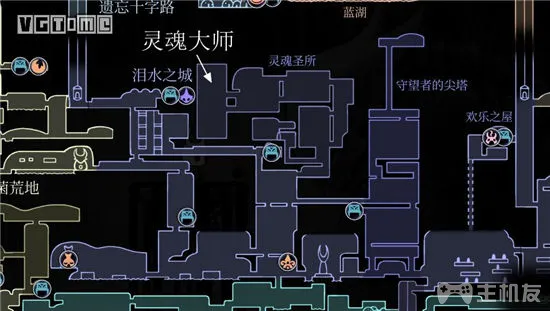 VGTIME
遗忘十字路
蓝湖
灵魂大师
灵魂圣所
泪水之城
守望者的尖塔
欢乐之屋
菌荒地
主机友